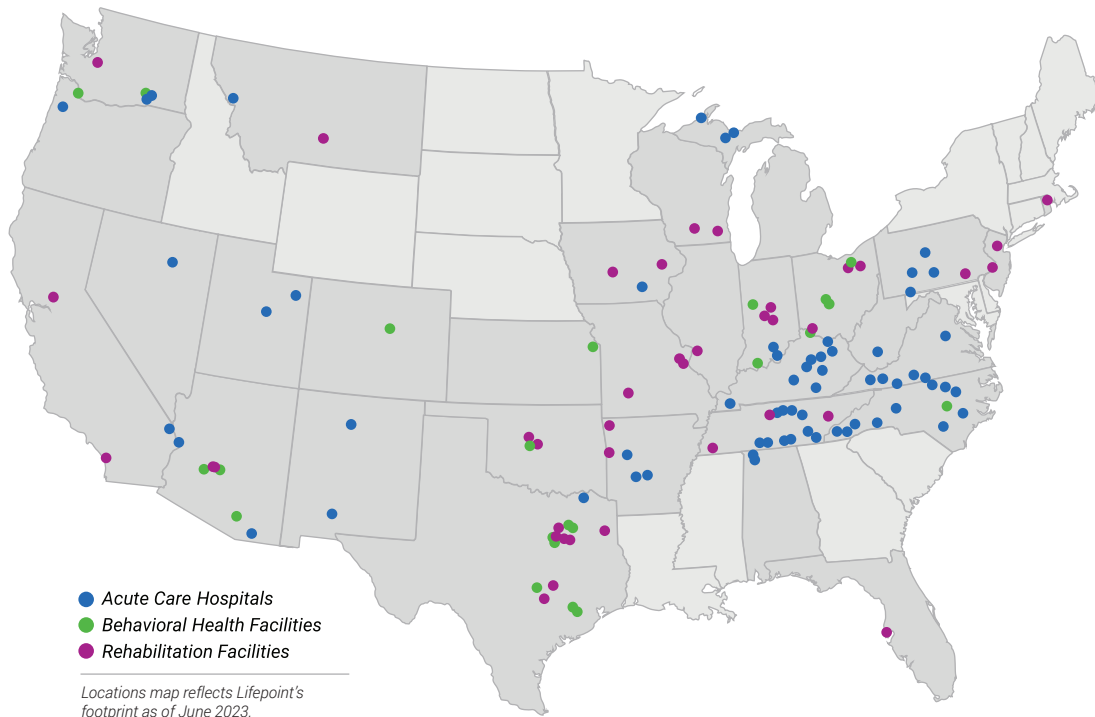 Acute Care Hospitals
Behavioral Health Facilities
Rehabilitation Facilities
Locations map reflects Lifepoint's
footprint as of June 2023.